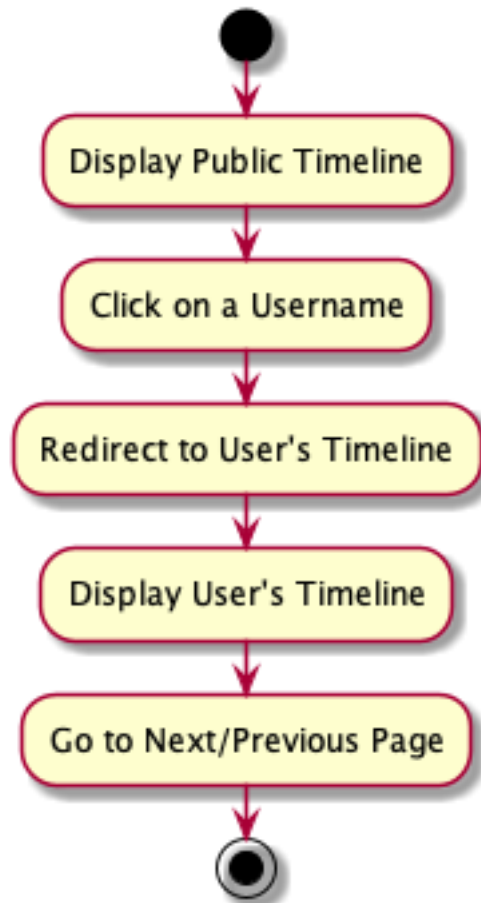 Display Public Timeline
Click on a Username
Redirect to User's Timeline
Display User's Timeline
Go to Next/Previous Page